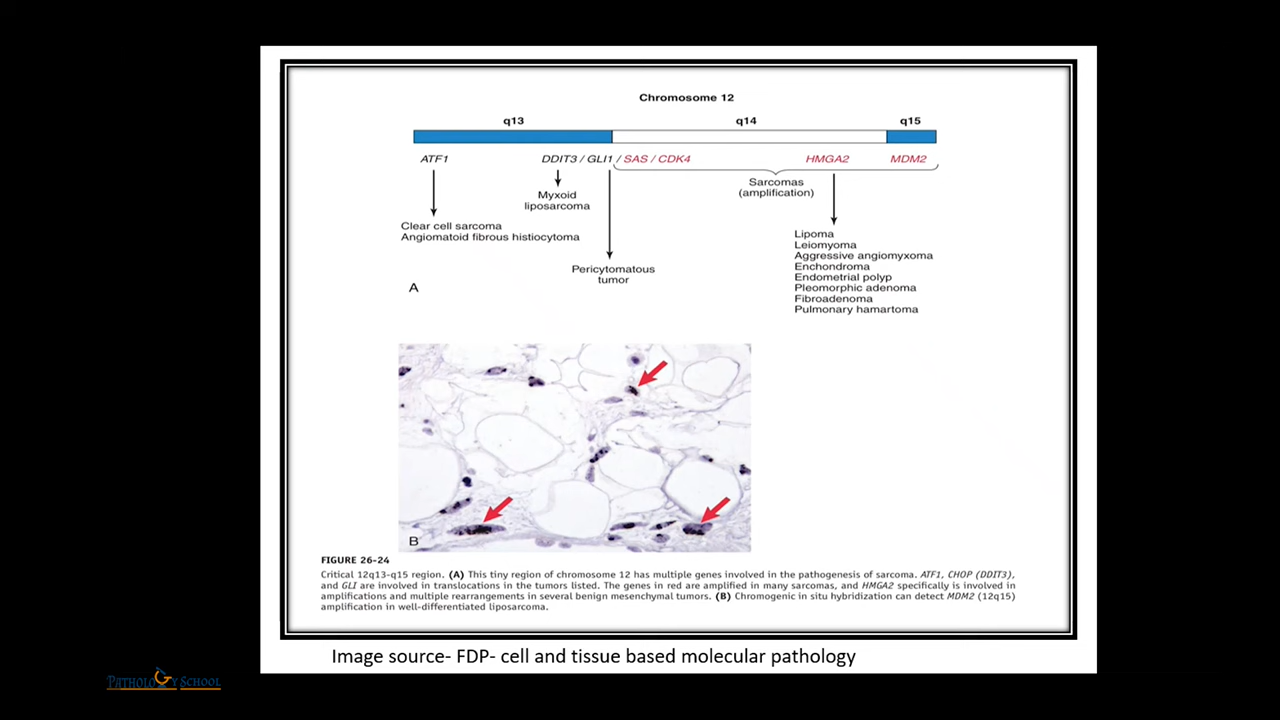 Chromosome 12
q13 q14 q15
ATF1 DDIT3 / GLI1 / SAS / CDK4 HMGA2 MDM2
Sarcomas
(amplification)
Myxoid
liposarcoma
Clear cell sarcoma
Angiomatoid fibrous histiocytoma
Pericytomatous
tumor
Lipoma
Leiomyoma
Aggressive angiomyxoma
Enchondroma
Endometrial polyp
Pleomorphic adenoma
Fibroadenoma
Pulmonary hamartoma
A
B
FIGURE 26-24
Critical 12q13-q15 region. (A) This tiny region of chromosome 12 has multiple genes involved in the pathogenesis of sarcoma. ATF1, CHOP (DDIT3),
and GLI are involved in translocations in the tumors listed. The genes in red are amplified in many sarcomas, and HMGA2 specifically is involved in
amplifications and multiple rearrangements in several benign mesenchymal tumors. (B) Chromogenic in situ hybridization can detect MDM2 (12q15)
amplification in well-differentiated liposarcoma.
Image source- FDP- cell and tissue based molecular pathology
PATHOLOGY SCHOOL